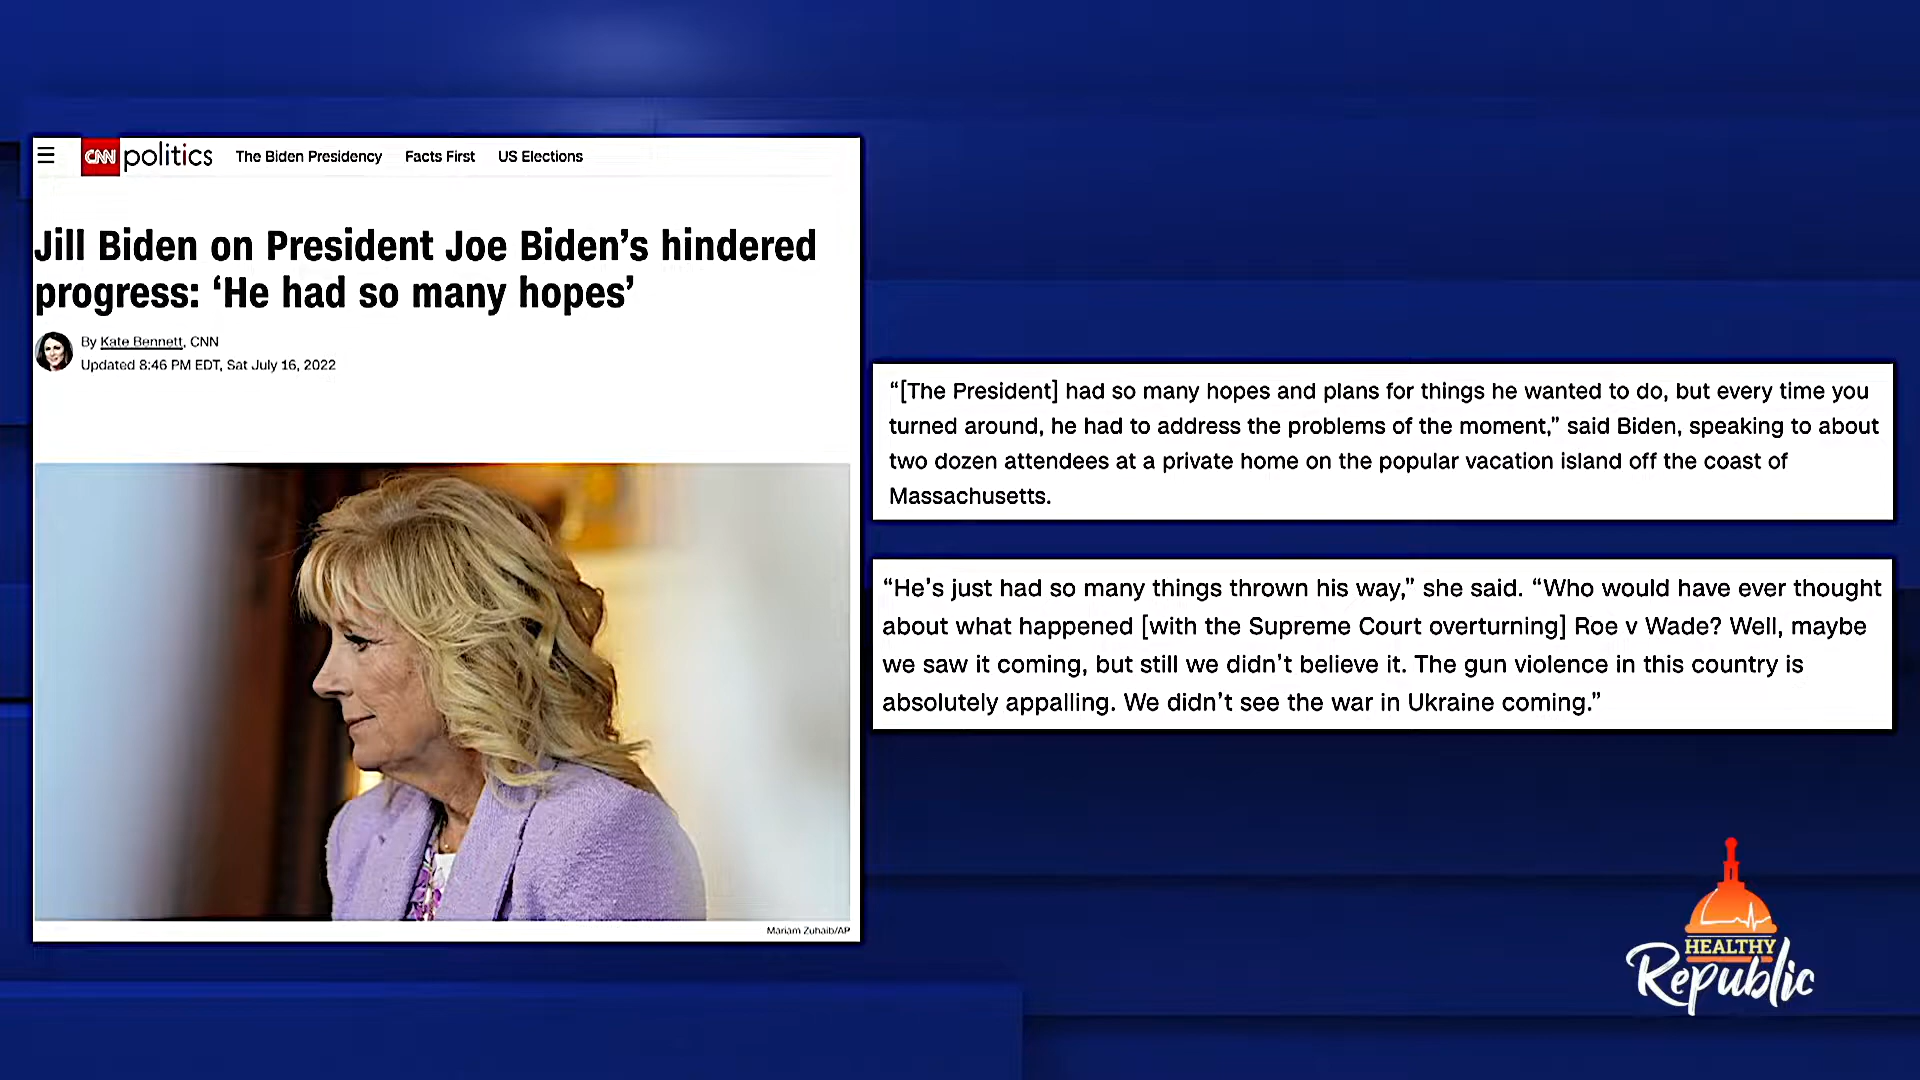 CNN politics The Biden Presidency Facts First US Elections
Jill Biden on President Joe Biden’s hindered
progress: ‘He had so many hopes’
By Kate Bennett, CNN
Updated 8:46 PM EDT, Sat July 16, 2022
Mariam Zuhaib/AP
“[The President] had so many hopes and plans for things he wanted to do, but every time you
turned around, he had to address the problems of the moment,” said Biden, speaking to about
two dozen attendees at a private home on the popular vacation island off the coast of
Massachusetts.
“He’s just had so many things thrown his way,” she said. “Who would have ever thought
about what happened [with the Supreme Court overturning] Roe v Wade? Well, maybe
we saw it coming, but still we didn’t believe it. The gun violence in this country is
absolutely appalling. We didn’t see the war in Ukraine coming.”
HEALTHY
Republic